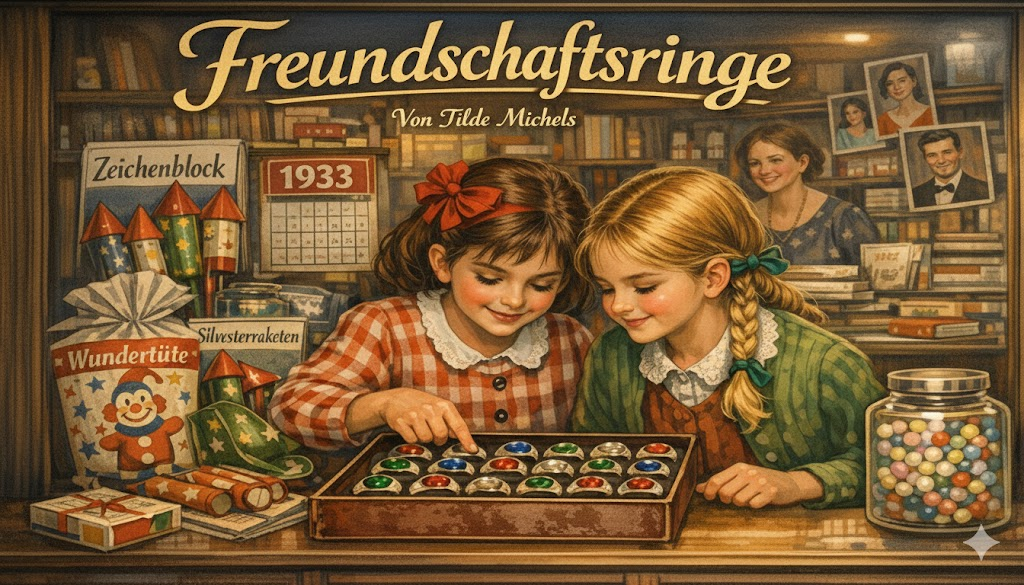 Freundschaftsringe
Von Tilde Michels
Zeichenblock
1933
Wundertüte
Silvesterraketen